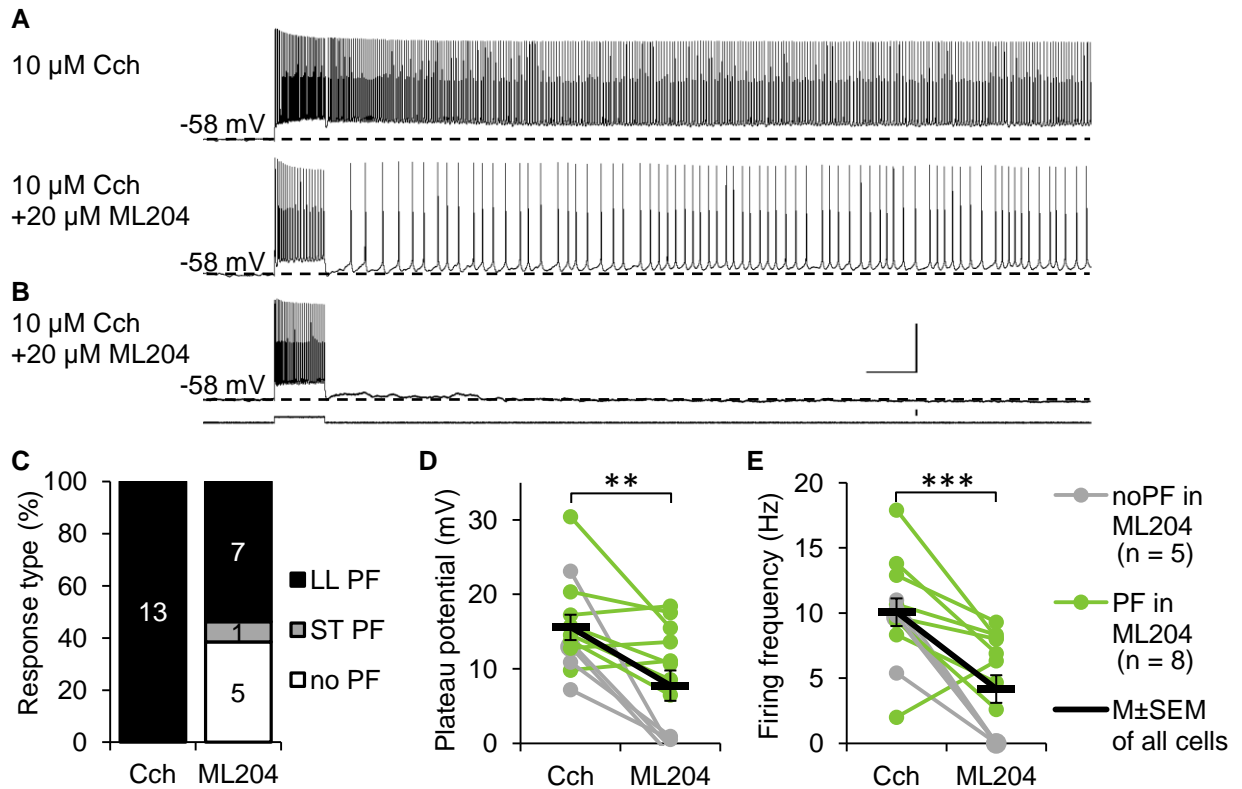 A
10 µM Cch
-58 mV
10 µM Cch
+20 µM ML204
-58 mV
B
10 µM Cch
+20 µM ML204
-58 mV
C
Response type (%)
100
80
60
40
20
0
13
7
1
5
Cch
ML204
LL PF
ST PF
no PF
D
Plateau potential (mV)
30
20
10
0
**
Cch
ML204
E
Firing frequency (Hz)
20
15
10
5
0
***
Cch
ML204
noPF in
ML204
(n = 5)
PF in
ML204
(n = 8)
M±SEM
of all cells